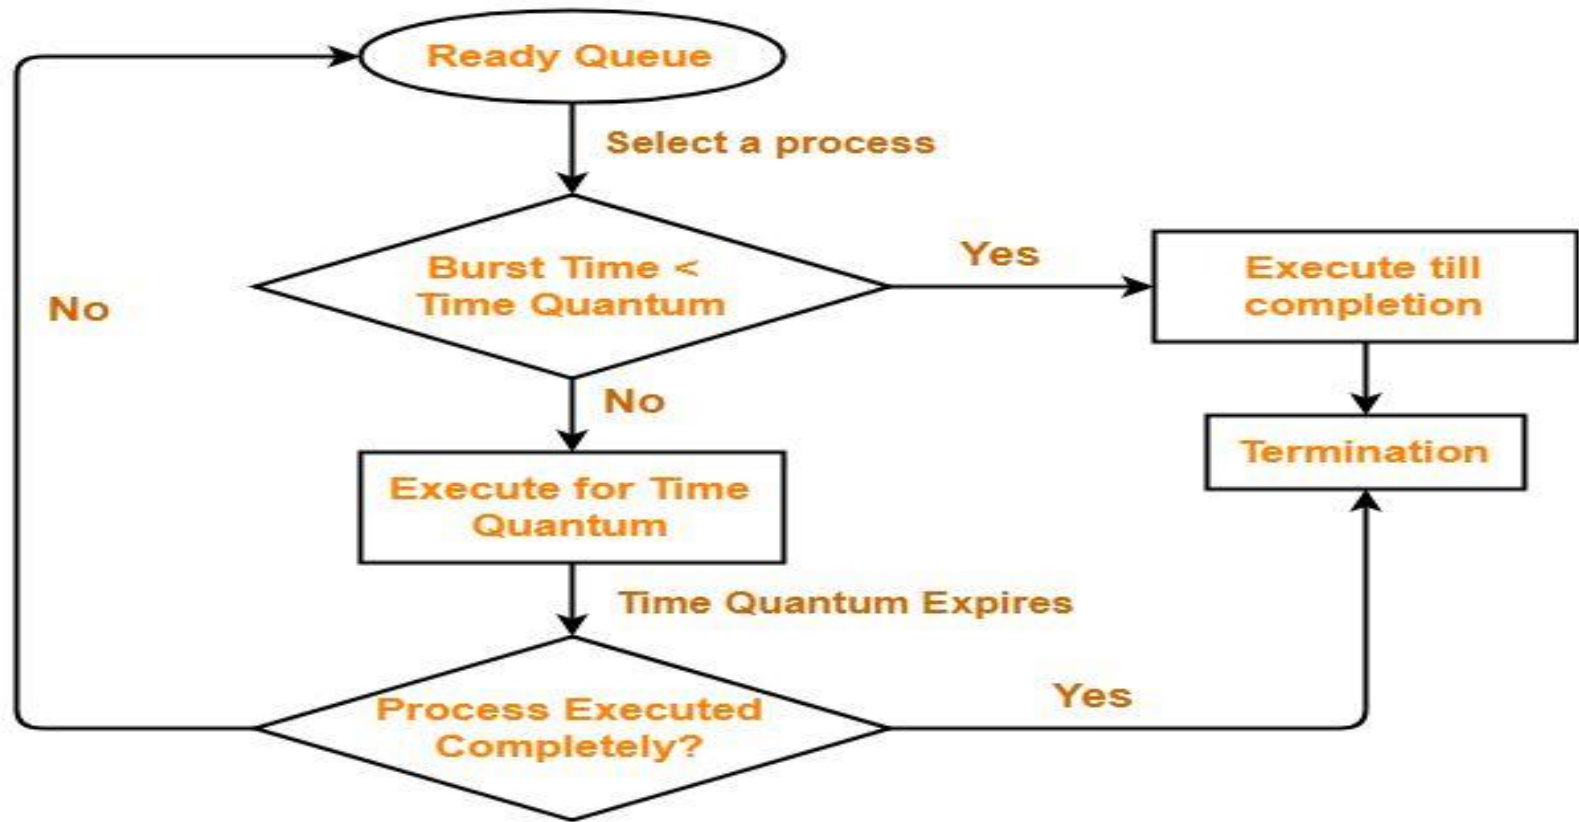 Ready Queue
Select a process
Burst Time <
Time Quantum
Yes
Execute till
completion
No
No
Termination
Execute for Time
Quantum
Time Quantum Expires
Process Executed
Completely?
Yes